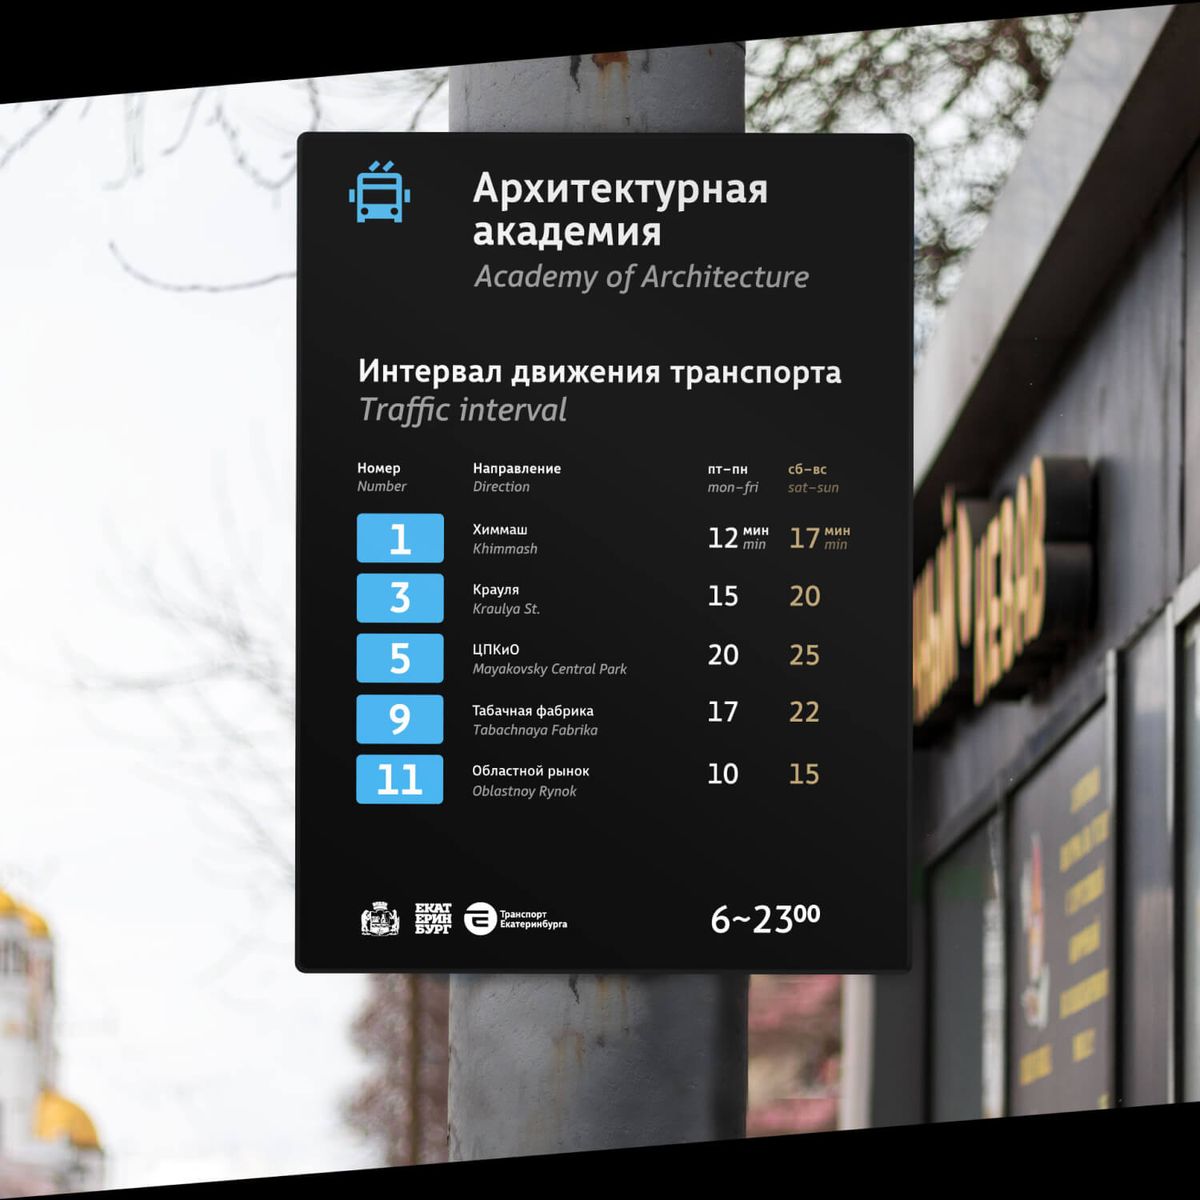 Архитектурная
академия
Academy of Architecture
Интервал движения транспорта
Traffic interval
Номер Направление пт–пн сб–вс
Number Direction mon–fri sat–sun
1 Химмаш 12 мин 17 мин
Khimmash min min
3 Крауля 15 20
Kraulya St.
5 ЦПКиО 20 25
Mayakovsky Central Park
9 Табачная фабрика 17 22
Tabachnaya Fabrika
11 Областной рынок 10 15
Oblastnoy Rynok
ЕКАТ
ЕРИН
БУРГ
Транспорт
Екатеринбурга
6~23⁰⁰